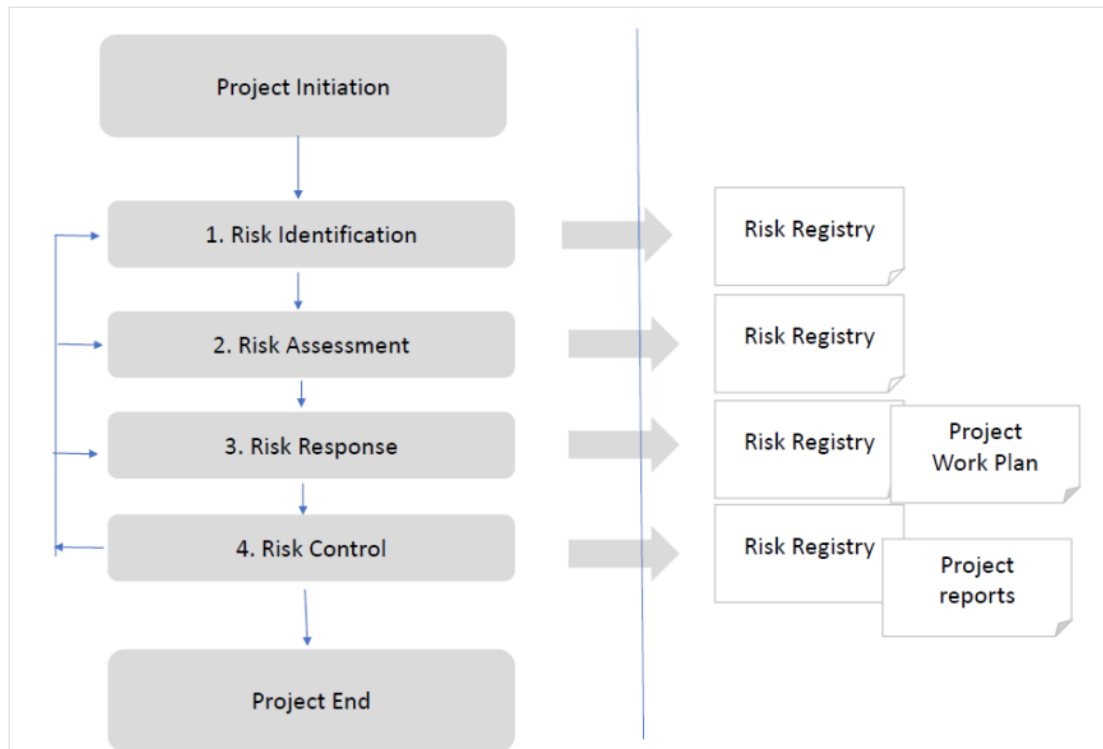 Project Initiation
1. Risk Identification
Risk Registry
2. Risk Assessment
Risk Registry
3. Risk Response
Risk Registry
Project
Work Plan
4. Risk Control
Risk Registry
Project
reports
Project End